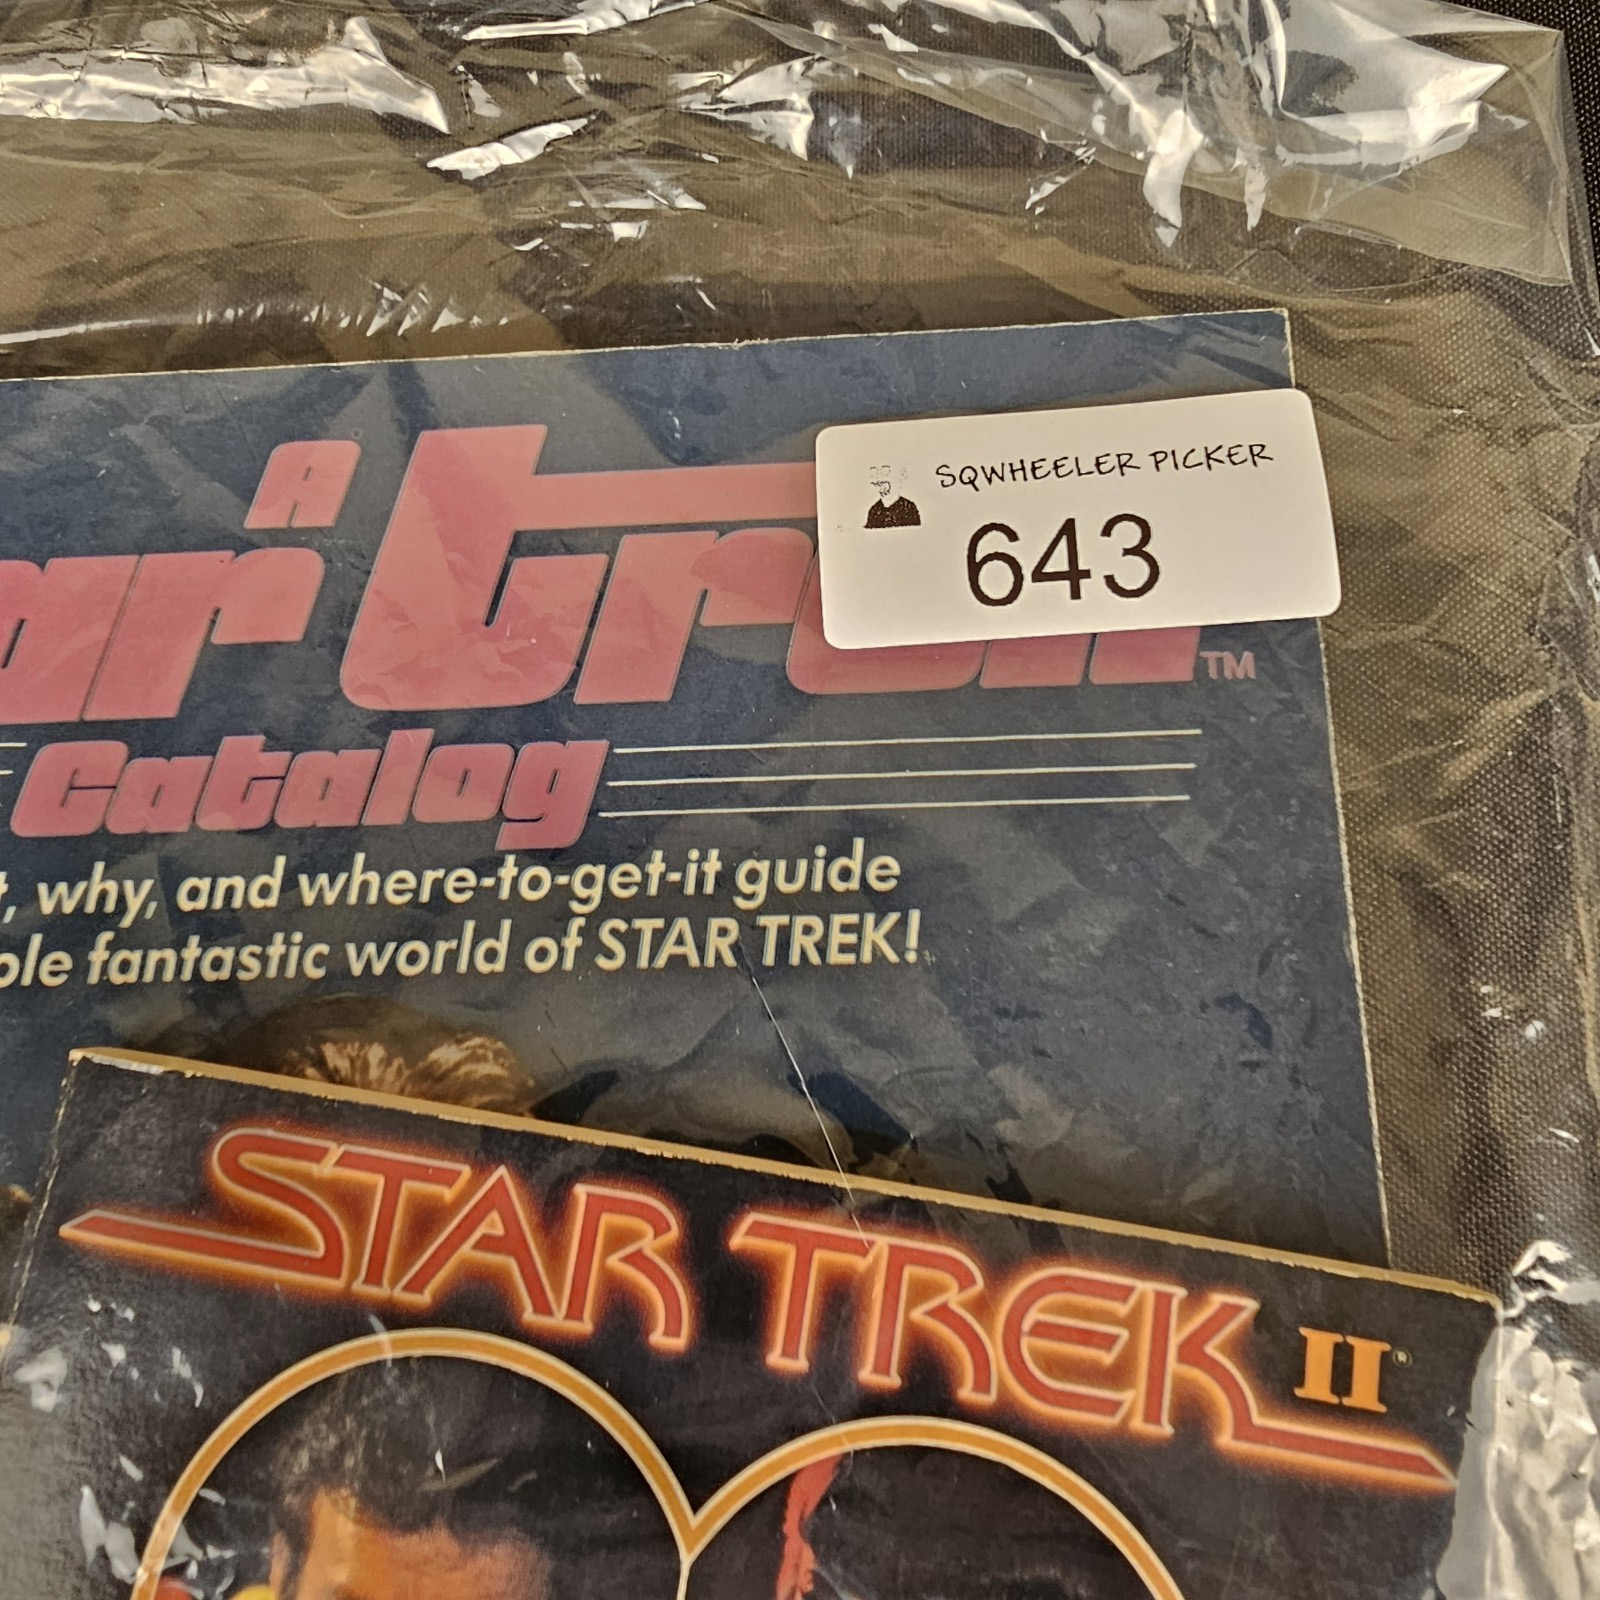 SQWHEELER PICKER
643
A
TM
Catalog
why, and where-to-get-it guide
fantastic world of STAR TREK!
STAR TREK II®